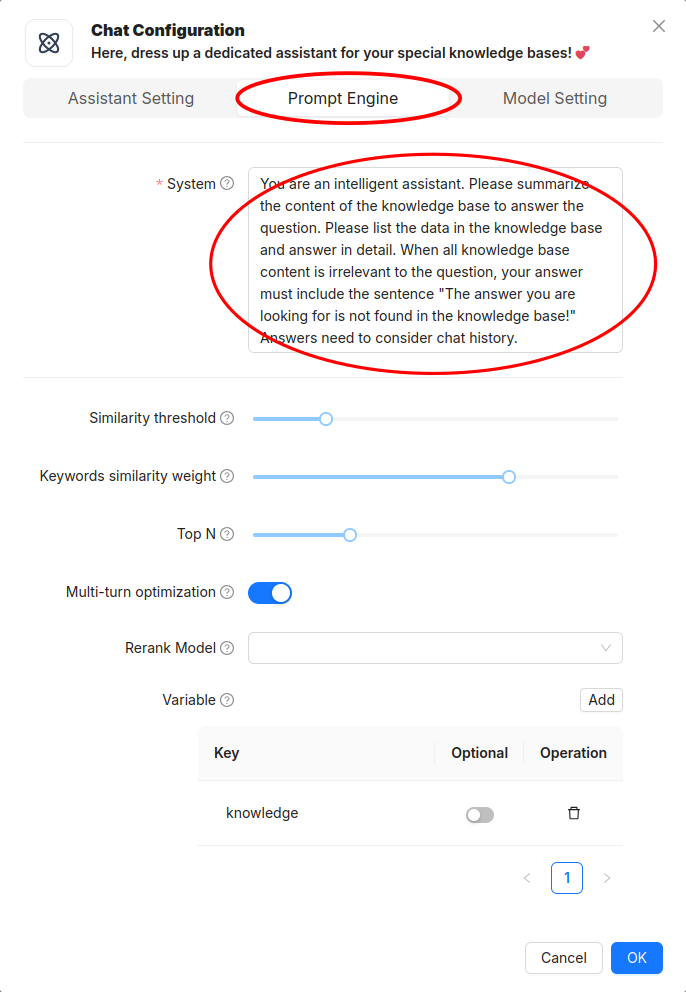 Chat Configuration
Here, dress up a dedicated assistant for your special knowledge bases! 💕
Assistant Setting
Prompt Engine
Model Setting
* System
You are an intelligent assistant. Please summarize
the content of the knowledge base to answer the
question. Please list the data in the knowledge base
and answer in detail. When all knowledge base
content is irrelevant to the question, your answer
must include the sentence "The answer you are
looking for is not found in the knowledge base!"
Answers need to consider chat history.
Similarity threshold
Keywords similarity weight
Top N
Multi-turn optimization
Rerank Model
Variable
Add
Key
Optional
Operation
knowledge
1
Cancel
OK